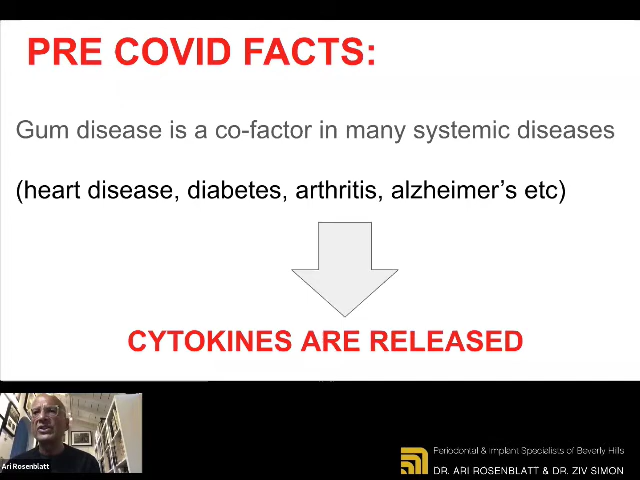 PRE COVID FACTS:
Gum disease is a co-factor in many systemic diseases
(heart disease, diabetes, arthritis, alzheimer's etc)
CYTOKINES ARE RELEASED
Ari Rosenblatt
Periodontal & Implant Specialists of Beverly Hills
DR. ARI ROSENBLATT & DR. ZIV SIMON